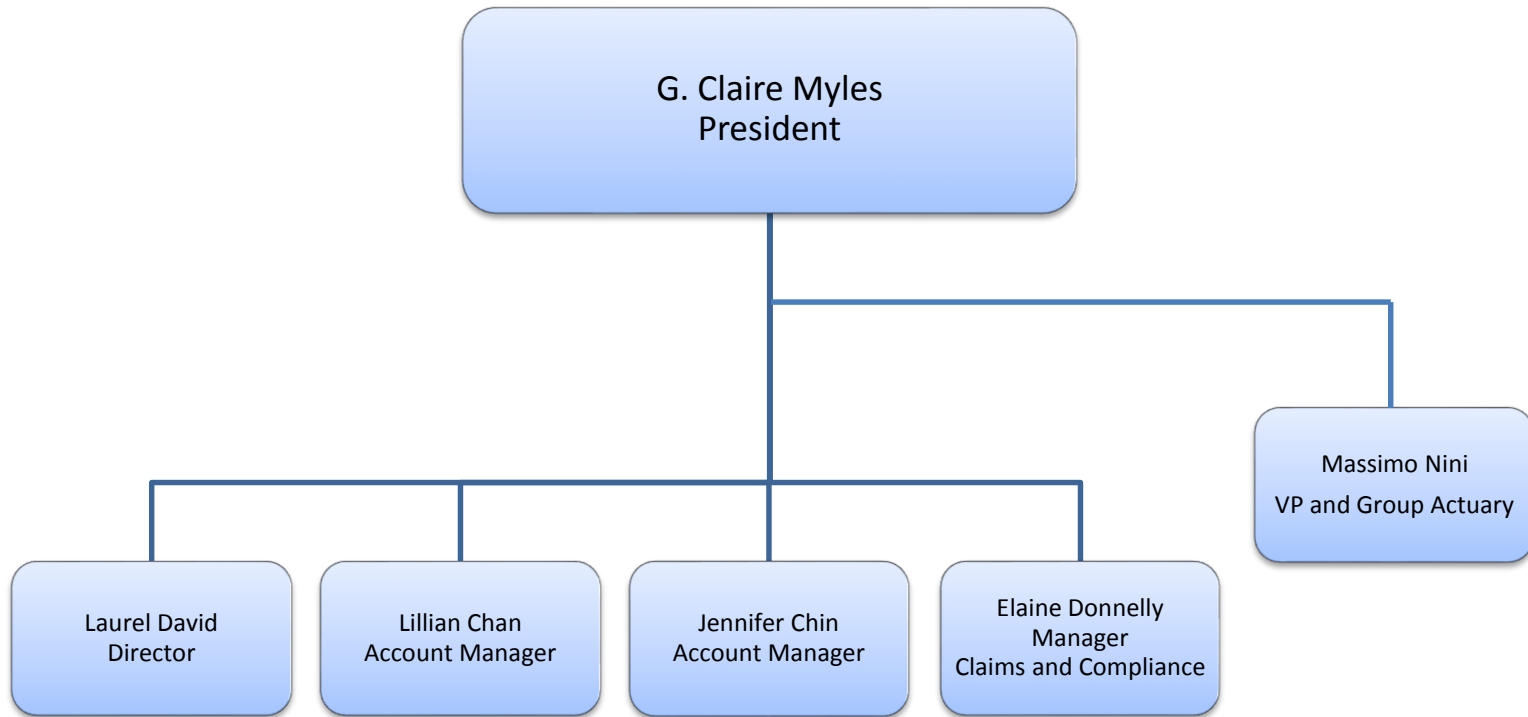 G. Claire Myles
President
Massimo Nini
VP and Group Actuary
Laurel David
Director
Lillian Chan
Account Manager
Jennifer Chin
Account Manager
Elaine Donnelly
Manager
Claims and Compliance